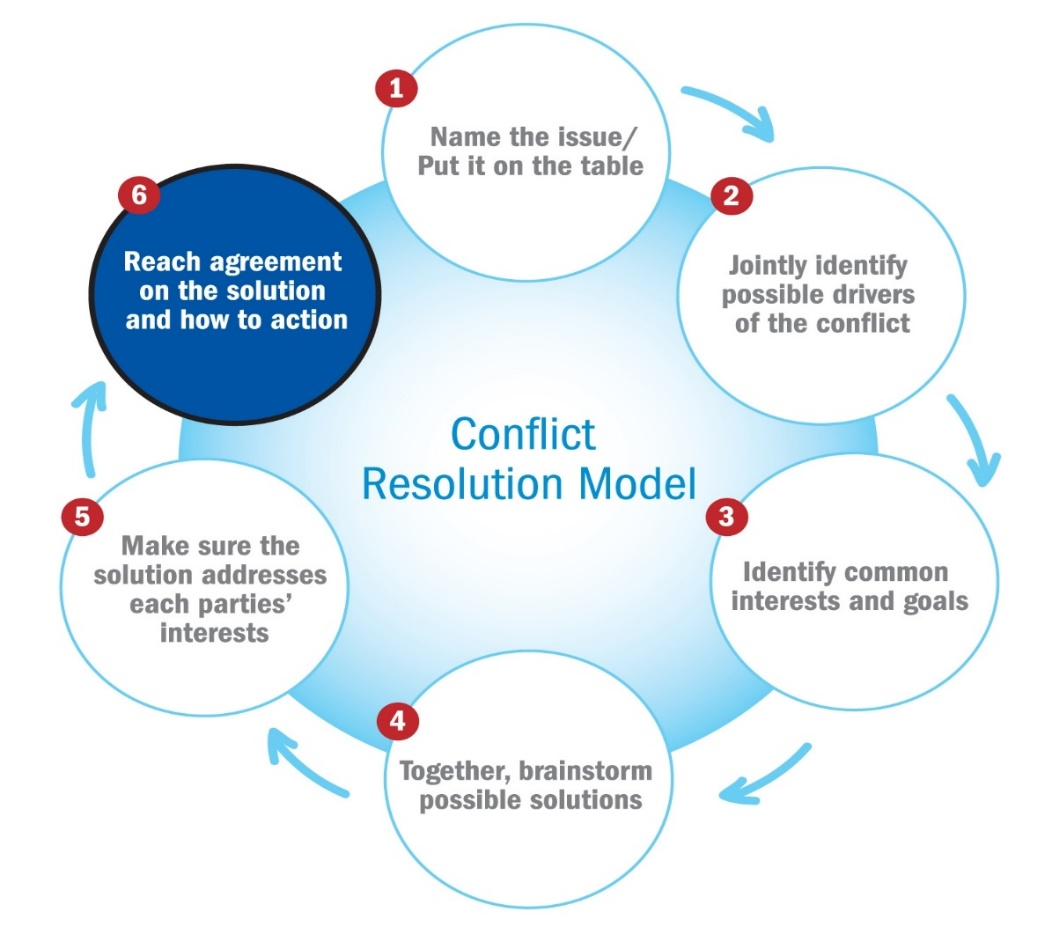 1
Name the issue/
Put it on the table
2
Jointly identify
possible drivers
of the conflict
3
Identify common
interests and goals
4
Together, brainstorm
possible solutions
5
Make sure the
solution addresses
each parties’
interests
6
Reach agreement
on the solution
and how to action
Conflict
Resolution Model